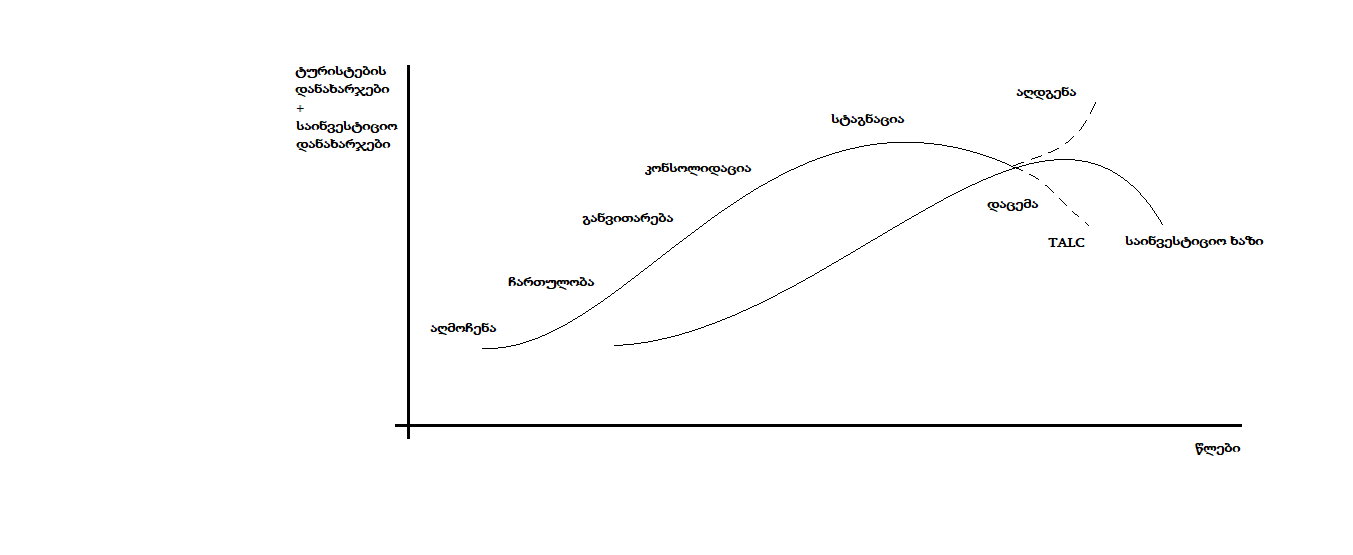 ტურისტების
დანახარჯები
+
საინვესტიციო
დანახარჯები
აღდგენა
სტაგნაცია
კონსოლიდაცია
განვითარება
დაცემა
TALC
საინვესტიციო ხაზი
ჩართულობა
აღმოჩენა
წლები